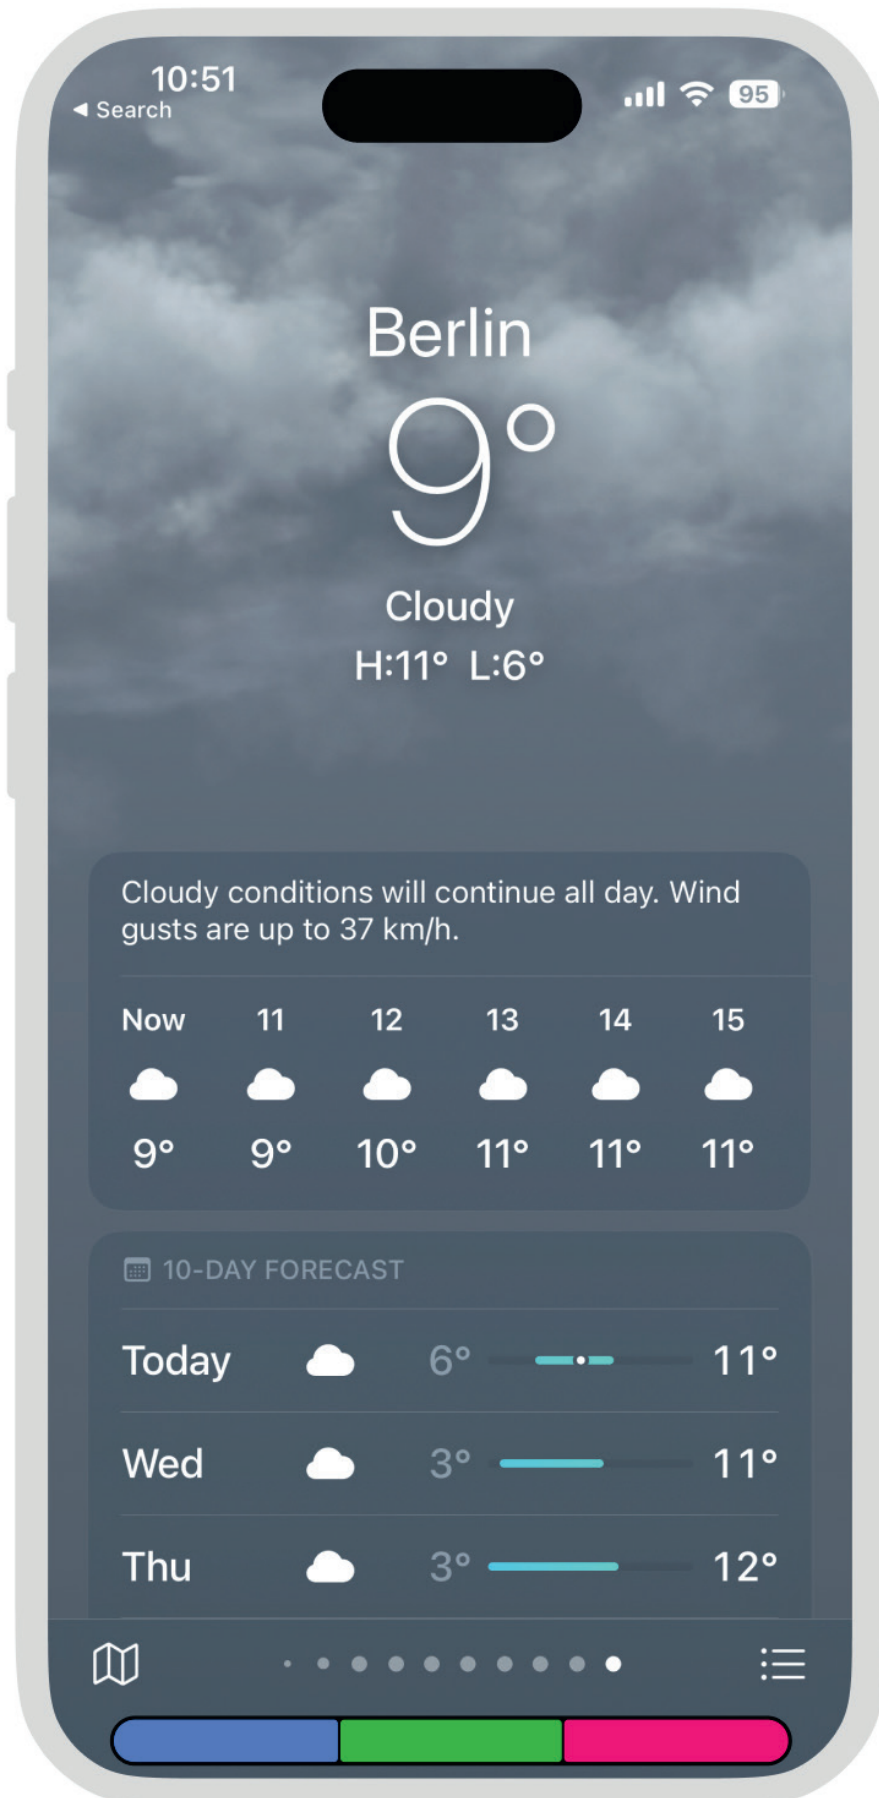 10:51
◀ Search
95
Berlin
9°
Cloudy
H:11° L:6°
Cloudy conditions will continue all day. Wind
gusts are up to 37 km/h.
Now 11 12 13 14 15
9° 9° 10° 11° 11° 11°
10-DAY FORECAST
Today 6° 11°
Wed 3° 11°
Thu 3° 12°